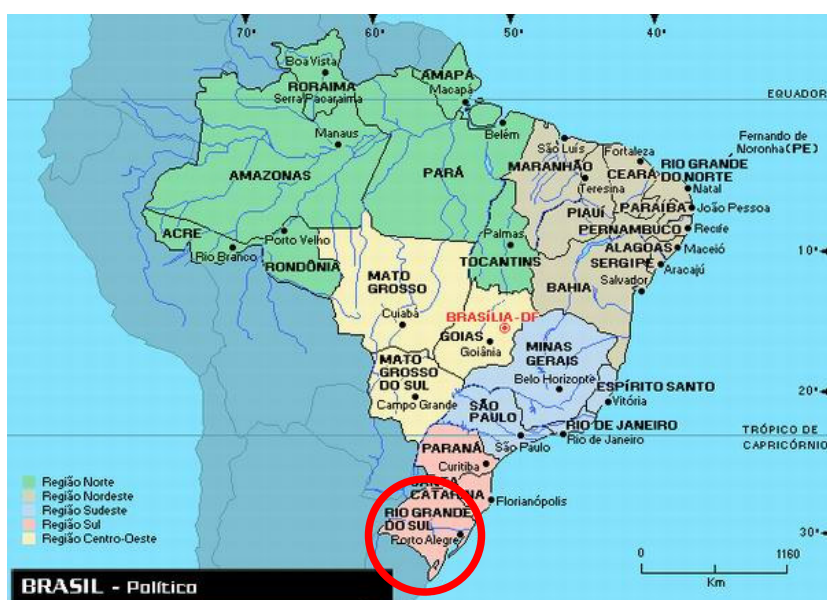 70°
60°
50°
40°
Boa Vista
RORAIMA
Serra Pacaraima
AMAPÁ
Macapá
EQUADOR
Manaus
Belém
São Luís
Fortaleza
Fernando de
Noronha(PE)
AMAZONAS
PARÁ
MARANHÃO
Teresina
CEARÁ
RIO GRANDE
DO NORTE
Natal
PIAUÍ
PARAÍBA
João Pessoa
ACRE
Rio Branco
Porto Velho
RONDÔNIA
Palmas
TOCANTINS
PERNAMBUCO
Recife
ALAGOAS
Maceió
SERGIPE
Aracajú
10°
MATO
GROSSO
Cuiabá
BAHIA
Salvador
BRASÍLIA-DF
GOIÁS
Goiânia
MATO
GROSSO
DO SUL
Campo Grande
MINAS
GERAIS
Belo Horizonte
ESPÍRITO SANTO
Vitória
20°
SÃO
PAULO
São Paulo
RIO DE JANEIRO
Rio de Janeiro
TRÓPICO DE
CAPRICÓRNIO
PARANÁ
Curitiba
SANTA
CATARINA
Florianópolis
RIO GRANDE
DO SUL
Porto Alegre
30°
Região Norte
Região Nordeste
Região Sudeste
Região Sul
Região Centro-Oeste
0
1160
Km
BRASIL - Político